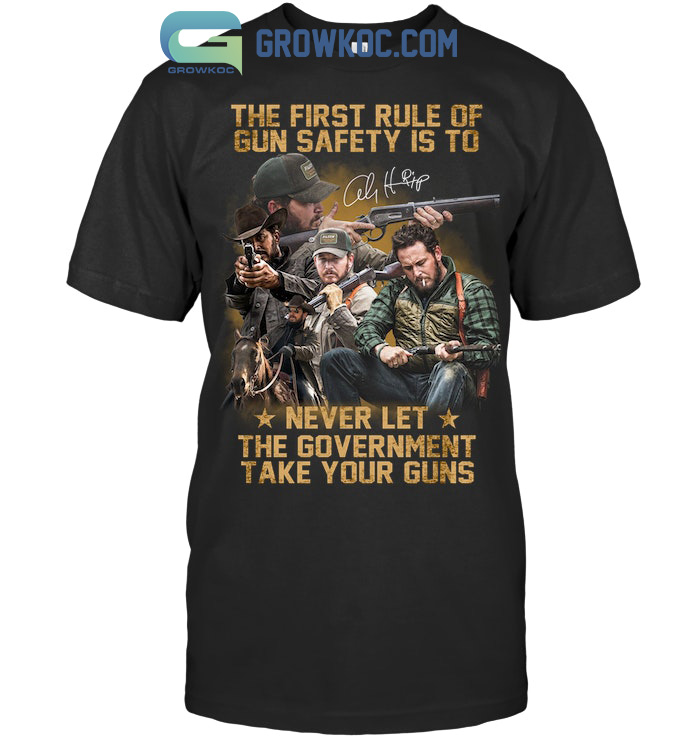 GROWKOC.COM
GROWKOC
THE FIRST RULE OF
GUN SAFETY IS TO
NEVER LET
THE GOVERNMENT
TAKE YOUR GUNS